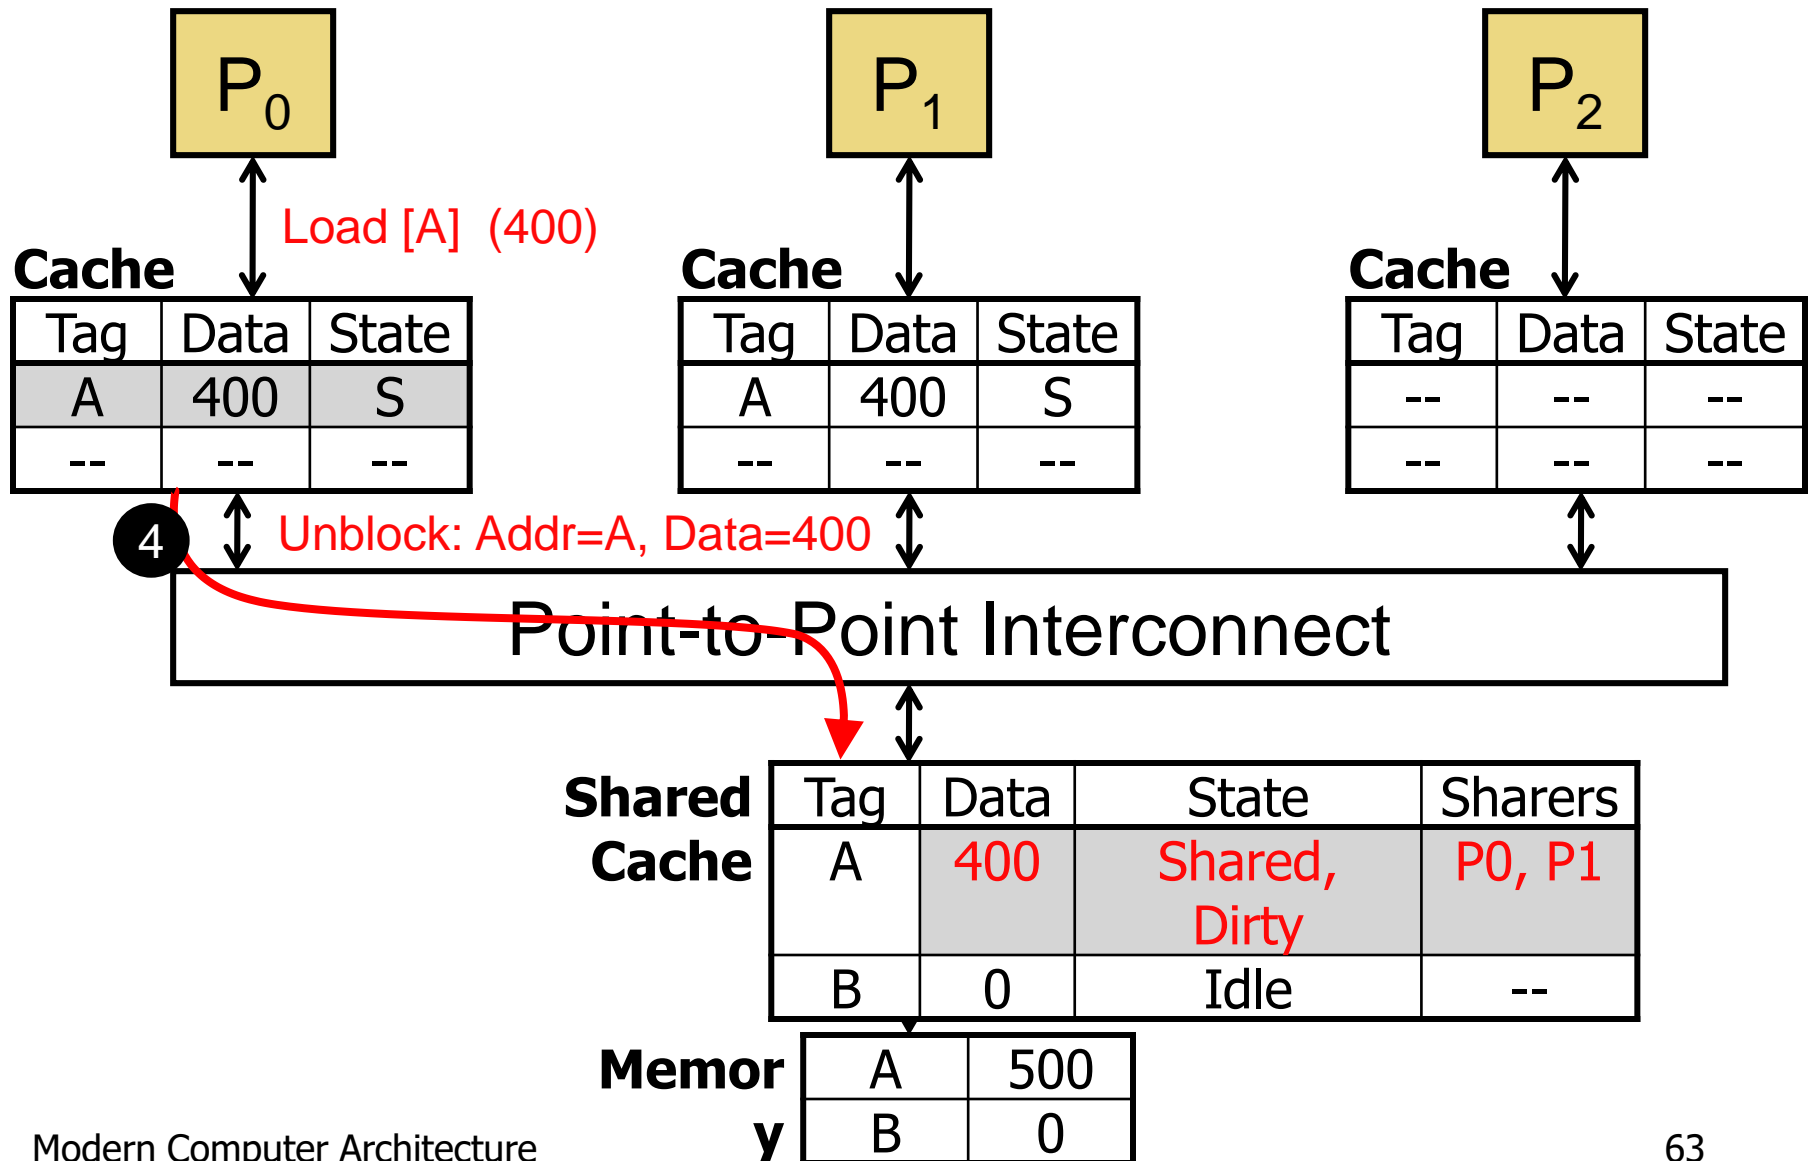 P0 P1 P2
Load [A] (400)
Cache Cache Cache
Tag Data State Tag Data State Tag Data State
A 400 S A 400 S -- -- --
-- -- -- -- -- -- -- -- --
4 Unblock: Addr=A, Data=400
Point-to-Point Interconnect
Shared Tag Data State Sharers
Cache A 400 Shared, P0, P1
Dirty
B 0 Idle --
Memor A 500
y B 0
Modern Computer Architecture 63